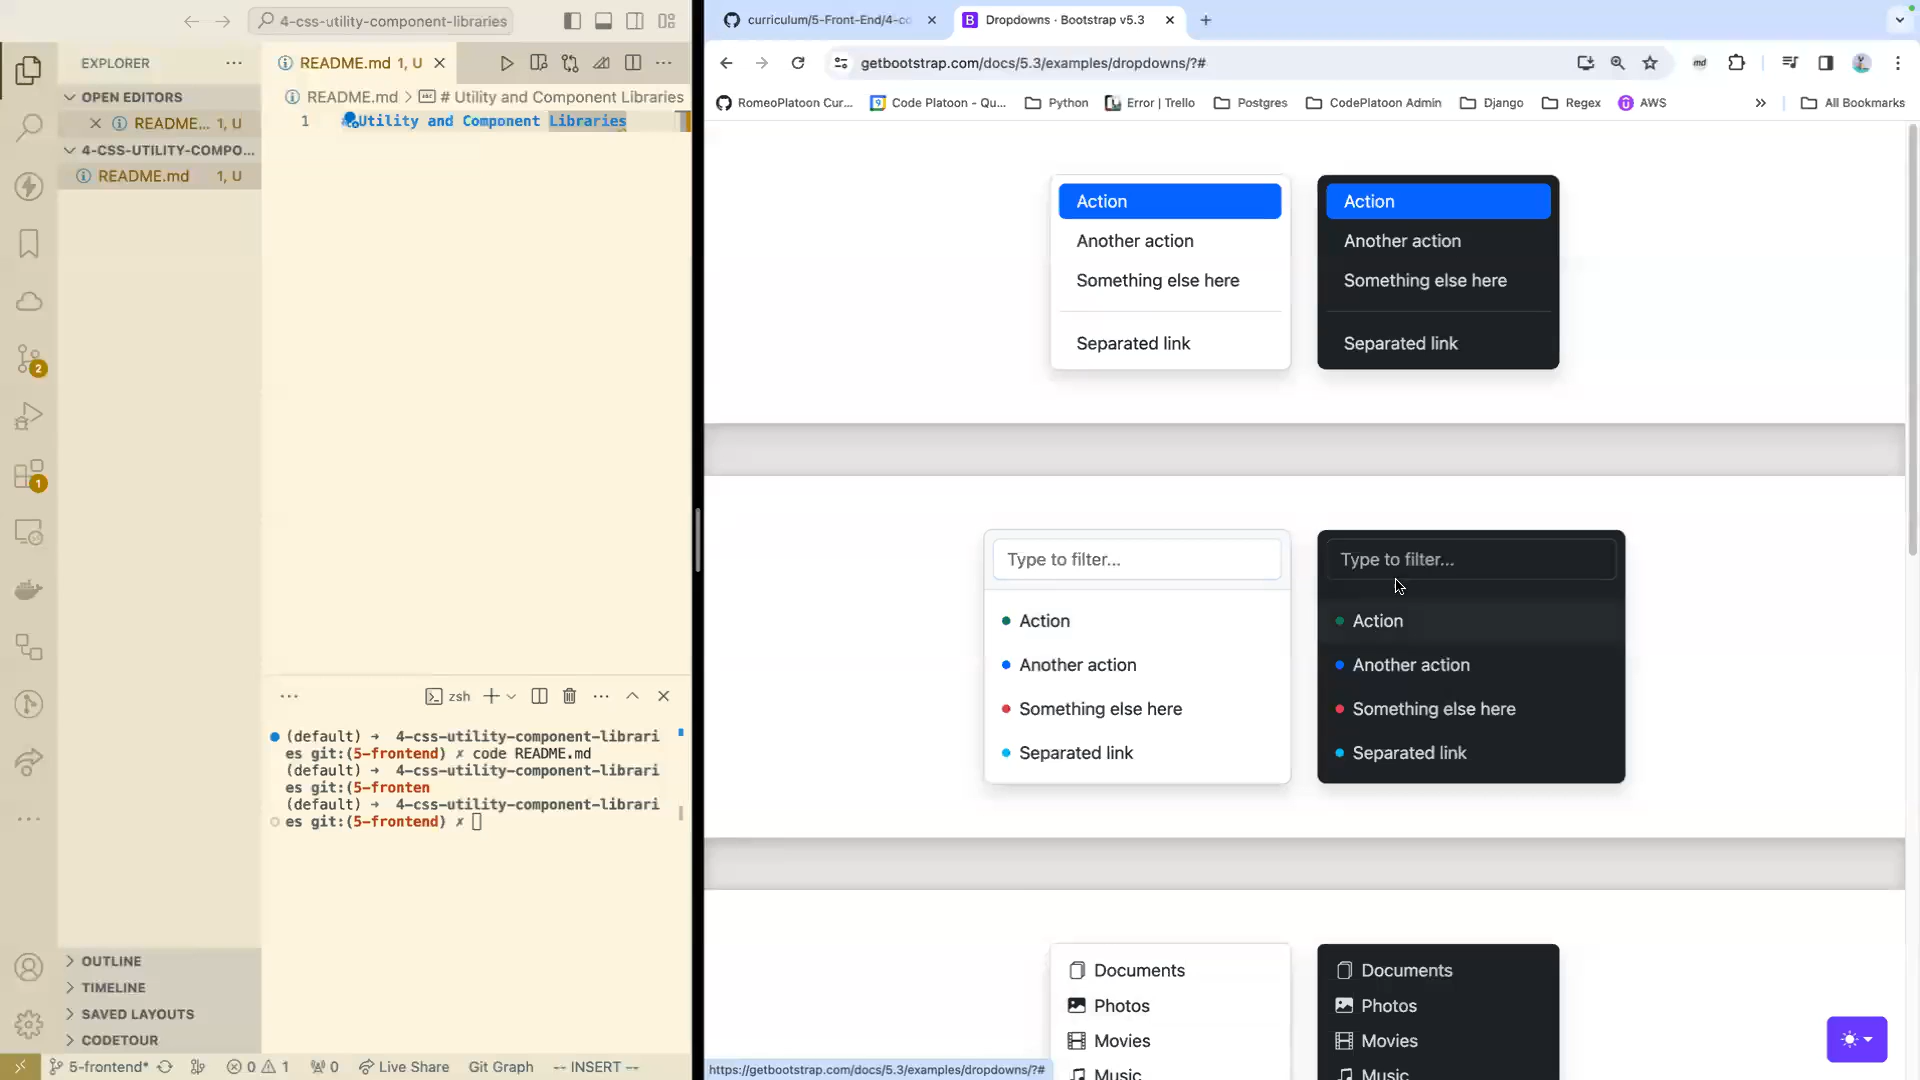 4-css-utility-component-libraries
EXPLORER
OPEN EDITORS
README... 1, U
4-CSS-UTILITY-COMPO...
README.md 1, U
README.md 1, U
README.md > # Utility and Component Libraries
1 Utility and Component Libraries
zsh
(default) → 4-css-utility-component-librari
es git:(5-frontend) ✗ code README.md
(default) → 4-css-utility-component-librari
es git:(5-fronten
(default) → 4-css-utility-component-librari
es git:(5-frontend) ✗
2
1
OUTLINE
TIMELINE
SAVED LAYOUTS
CODETOUR
5-frontend* 0 1 0 Live Share Git Graph -- INSERT --
curriculum/5-Front-End/4-cs
Dropdowns · Bootstrap v5.3
getbootstrap.com/docs/5.3/examples/dropdowns/?#
md
RomeoPlatoon Cur...
9 Code Platoon - Qu...
Python
Error | Trello
Postgres
CodePlatoon Admin
Django
Regex
AWS
All Bookmarks
Action
Another action
Something else here
Separated link
Action
Another action
Something else here
Separated link
Type to filter...
Action
Another action
Something else here
Separated link
Type to filter...
Action
Another action
Something else here
Separated link
Documents
Photos
Movies
Music
Documents
Photos
Movies
Music
https://getbootstrap.com/docs/5.3/examples/dropdowns/?#